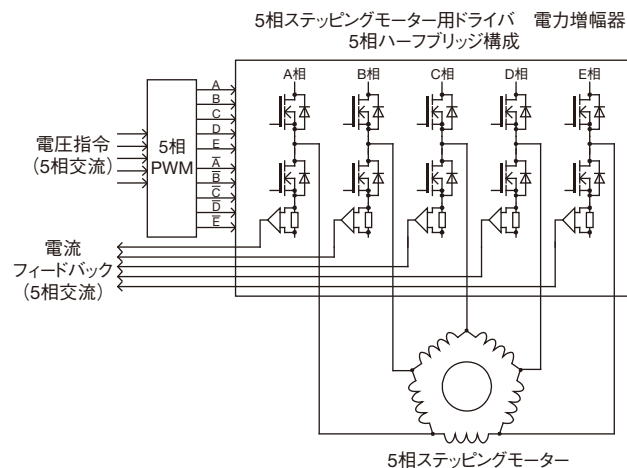 5相ステッピングモーター用ドライバ 電力増幅器
5相ハーフブリッジ構成
A相 B相 C相 D相 E相
A
B
C
D
E
A̅
B̅
C̅
D̅
E̅
5相
PWM
電圧指令
(5相交流)
電流
フィードバック
(5相交流)
5相ステッピングモーター